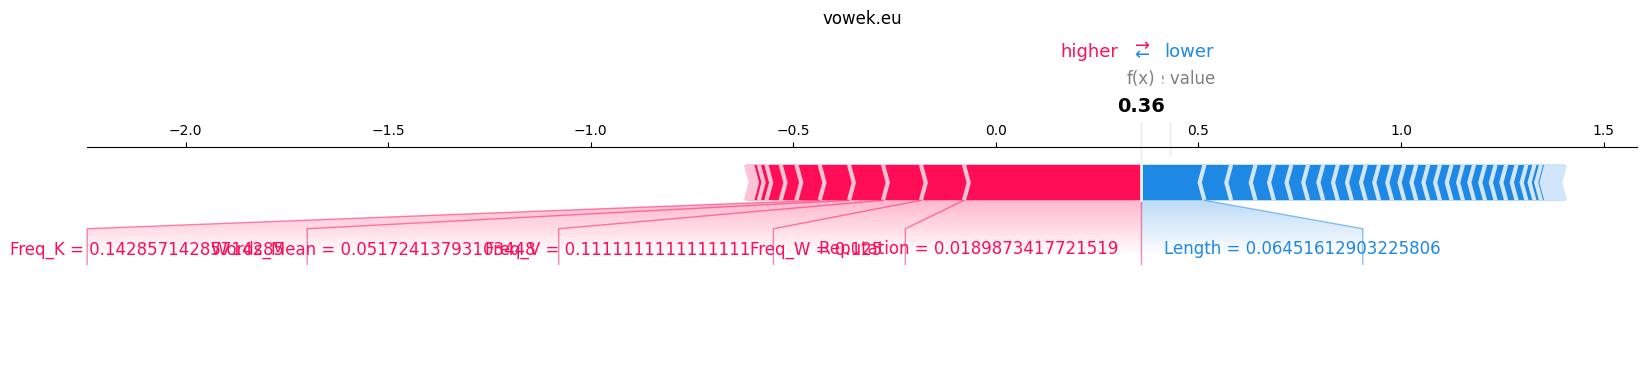 vowek.eu
higher ⇄ lower
f(x) value
0.36
−2.0 −1.5 −1.0 −0.5 0.0 0.5 1.0 1.5
Freq_K = 0.14285714285714285 Words_Mean = 0.05172413793103448 Freq_V = 0.1111111111111111 Freq_W = 0.125 Reputation = 0.0189873417721519 Length = 0.06451612903225806